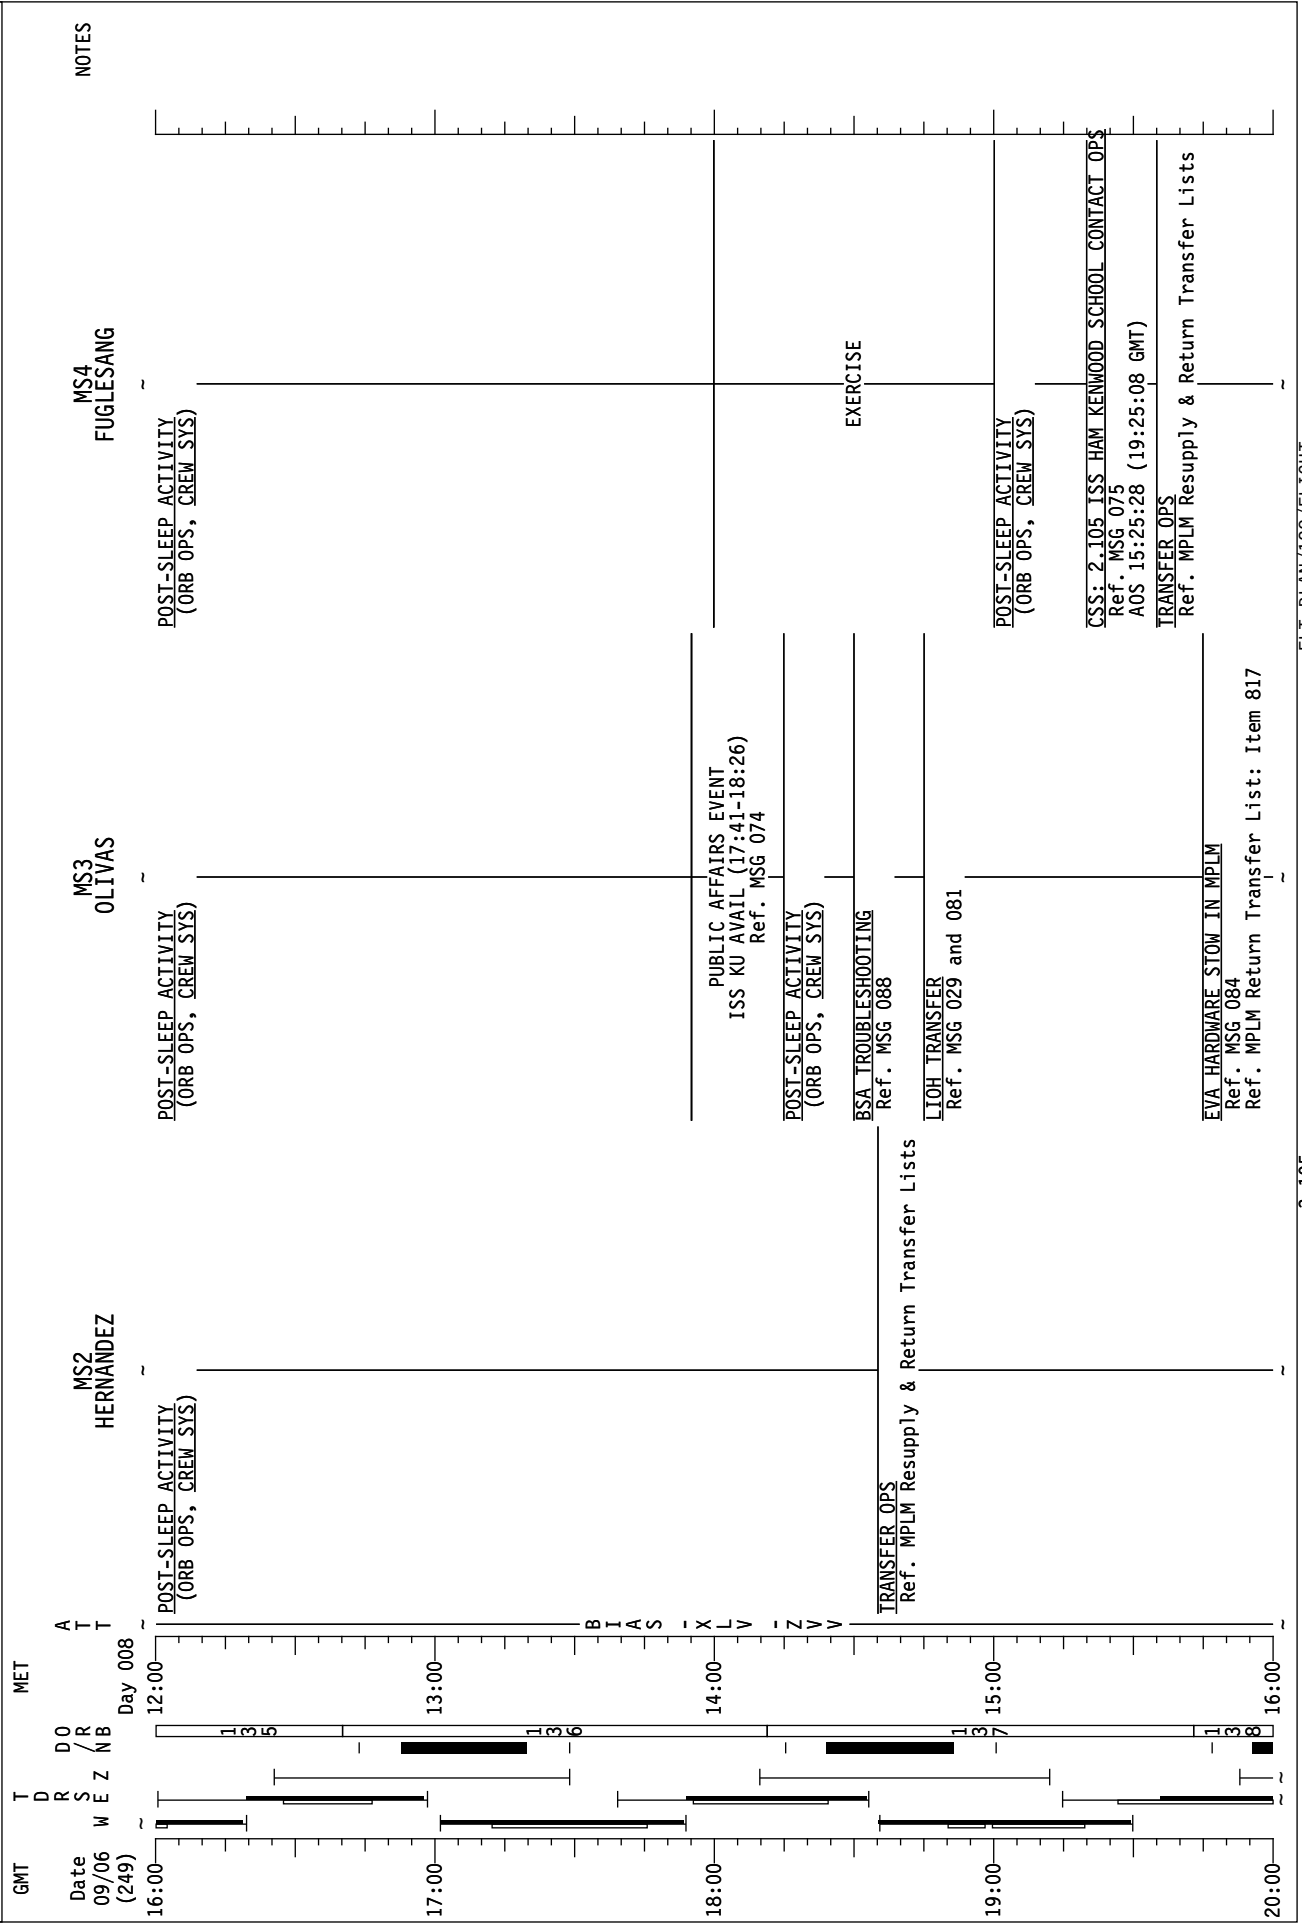 GMT
Date
09/06
(249)
16:00
17:00
18:00
19:00
20:00
T
D
R
S
W E Z
D O
/ R
N B
135
136
137
138
MET
Day 008
12:00
13:00
14:00
15:00
16:00
A
T
T
~
BIAS -XLV -ZVV
~
MS2
HERNANDEZ
~
POST-SLEEP ACTIVITY
(ORB OPS, CREW SYS)
TRANSFER OPS
Ref. MPLM Resupply & Return Transfer Lists
~
MS3
OLIVAS
~
POST-SLEEP ACTIVITY
(ORB OPS, CREW SYS)
PUBLIC AFFAIRS EVENT
ISS KU AVAIL (17:41-18:26)
Ref. MSG 074
POST-SLEEP ACTIVITY
(ORB OPS, CREW SYS)
BSA TROUBLESHOOTING
Ref. MSG 088
LIOH TRANSFER
Ref. MSG 029 and 081
EVA HARDWARE STOW IN MPLM
Ref. MSG 084
Ref. MPLM Return Transfer List: Item 817
~
MS4
FUGLESANG
~
POST-SLEEP ACTIVITY
(ORB OPS, CREW SYS)
EXERCISE
POST-SLEEP ACTIVITY
(ORB OPS, CREW SYS)
CSS: 2.105 ISS HAM KENWOOD SCHOOL CONTACT OPS
Ref. MSG 075
AOS 15:25:28 (19:25:08 GMT)
TRANSFER OPS
Ref. MPLM Resupply & Return Transfer Lists
~
NOTES